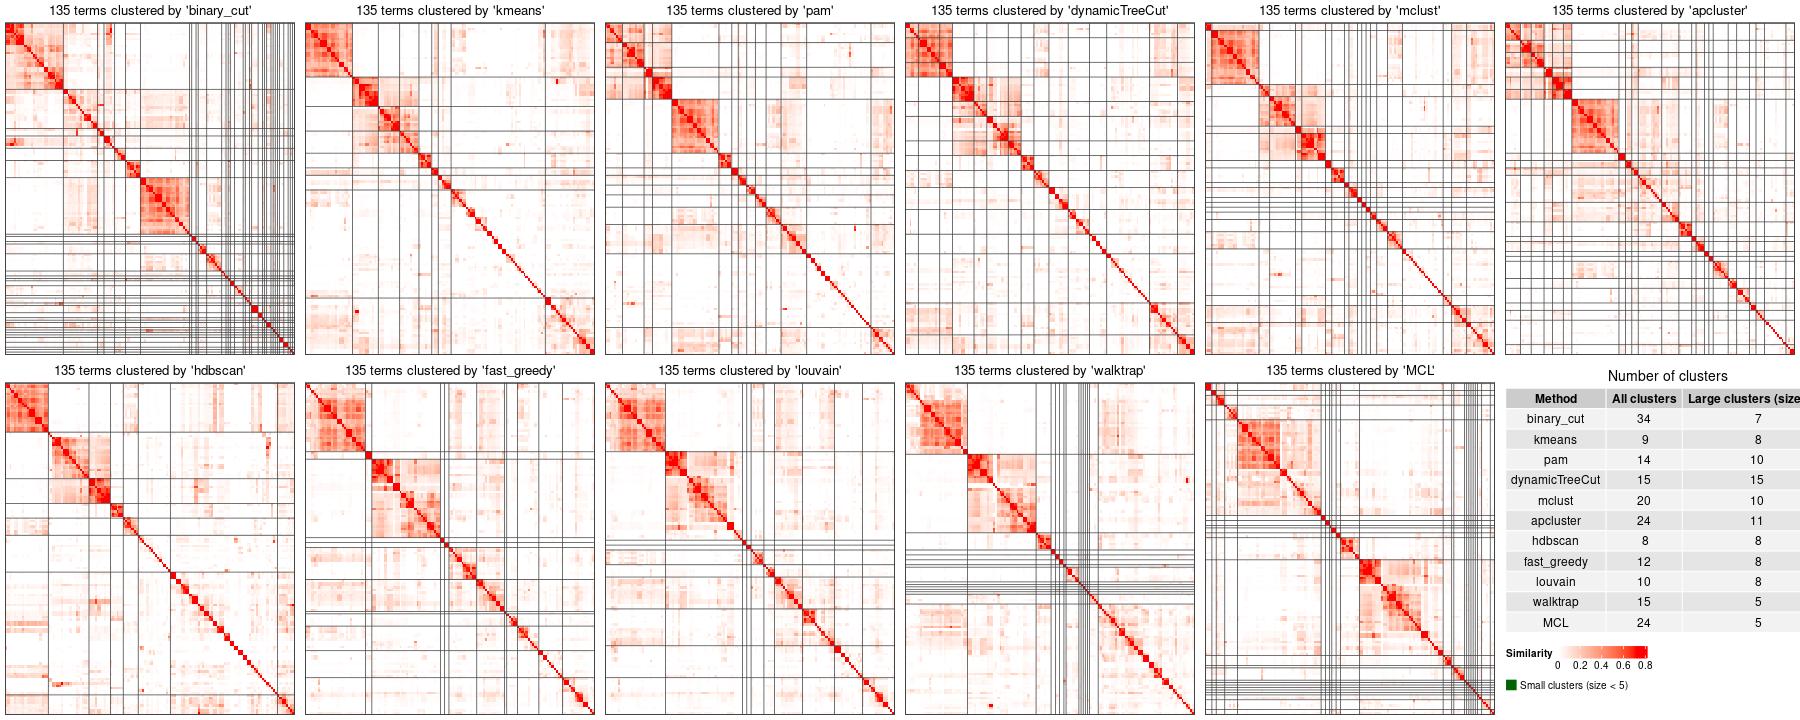 135 terms clustered by 'binary_cut'
135 terms clustered by 'kmeans'
135 terms clustered by 'pam'
135 terms clustered by 'dynamicTreeCut'
135 terms clustered by 'mclust'
135 terms clustered by 'apcluster'
135 terms clustered by 'hdbscan'
135 terms clustered by 'fast_greedy'
135 terms clustered by 'louvain'
135 terms clustered by 'walktrap'
135 terms clustered by 'MCL'
Number of clusters
Method All clusters Large clusters (size
binary_cut 34 7
kmeans 9 8
pam 14 10
dynamicTreeCut 15 15
mclust 20 10
apcluster 24 11
hdbscan 8 8
fast_greedy 12 8
louvain 10 8
walktrap 15 5
MCL 24 5
Similarity
0 0.2 0.4 0.6 0.8
Small clusters (size < 5)